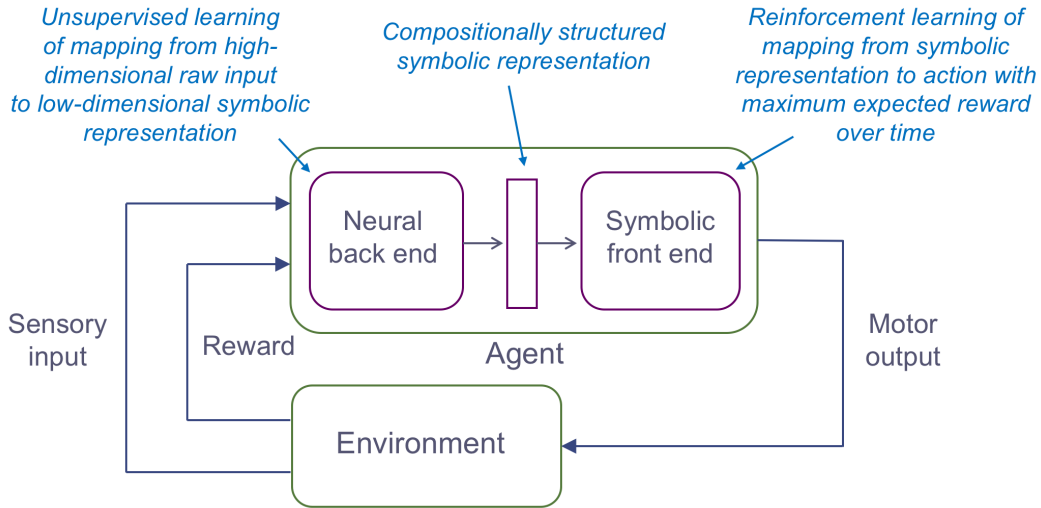 Unsupervised learning
of mapping from high-
dimensional raw input
to low-dimensional symbolic
representation
Compositionally structured
symbolic representation
Reinforcement learning of
mapping from symbolic
representation to action with
maximum expected reward
over time
Neural
back end
Symbolic
front end
Agent
Sensory
input
Reward
Motor
output
Environment